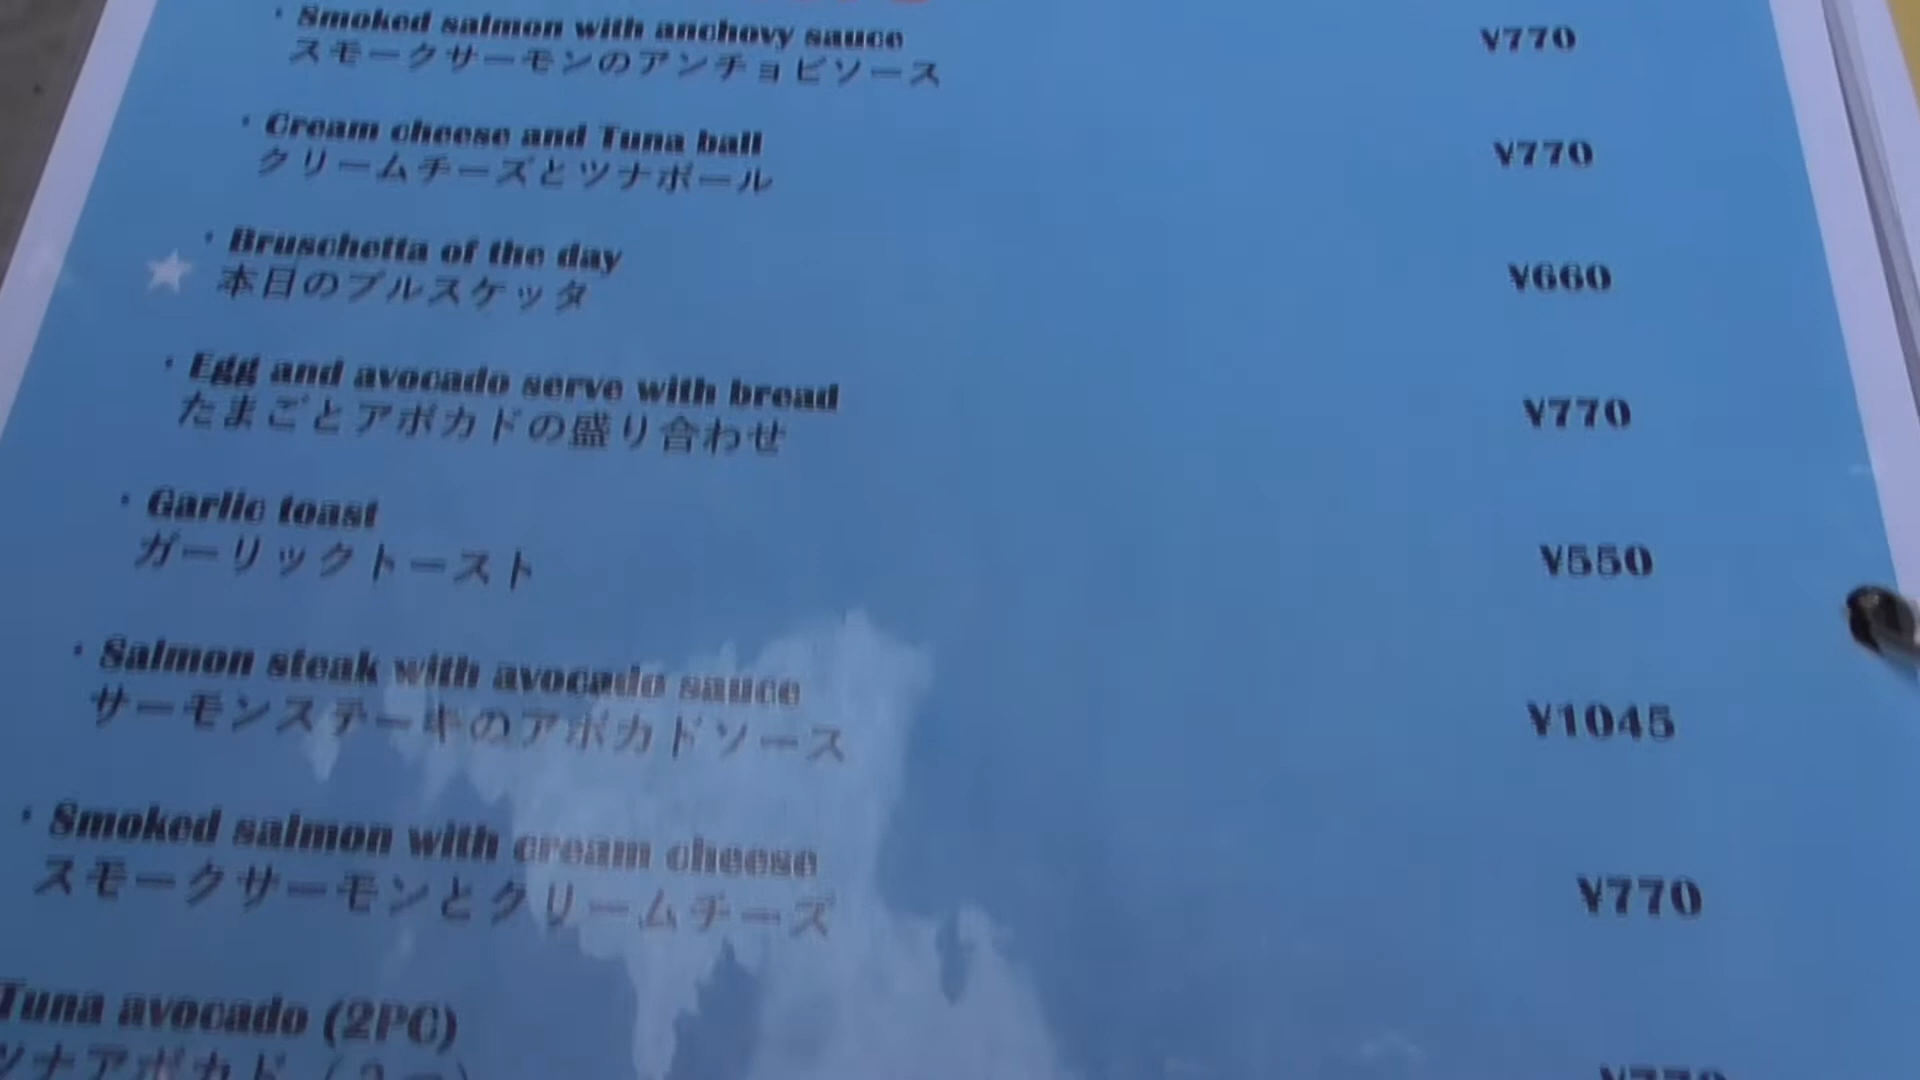 ・Smoked salmon with anchovy sauce ¥770
スモークサーモンのアンチョビソース
・Cream cheese and Tuna ball ¥770
クリームチーズとツナボール
・Bruschetta of the day ¥660
本日のブルスケッタ
・Egg and avocado serve with bread ¥770
たまごとアボカドの盛り合わせ
・Garlic toast ¥550
ガーリックトースト
・Salmon steak with avocado sauce ¥1045
サーモンステーキのアボカドソース
・Smoked salmon with cream cheese ¥770
スモークサーモンとクリームチーズ
Tuna avocado (2PC)
ツナアボカド